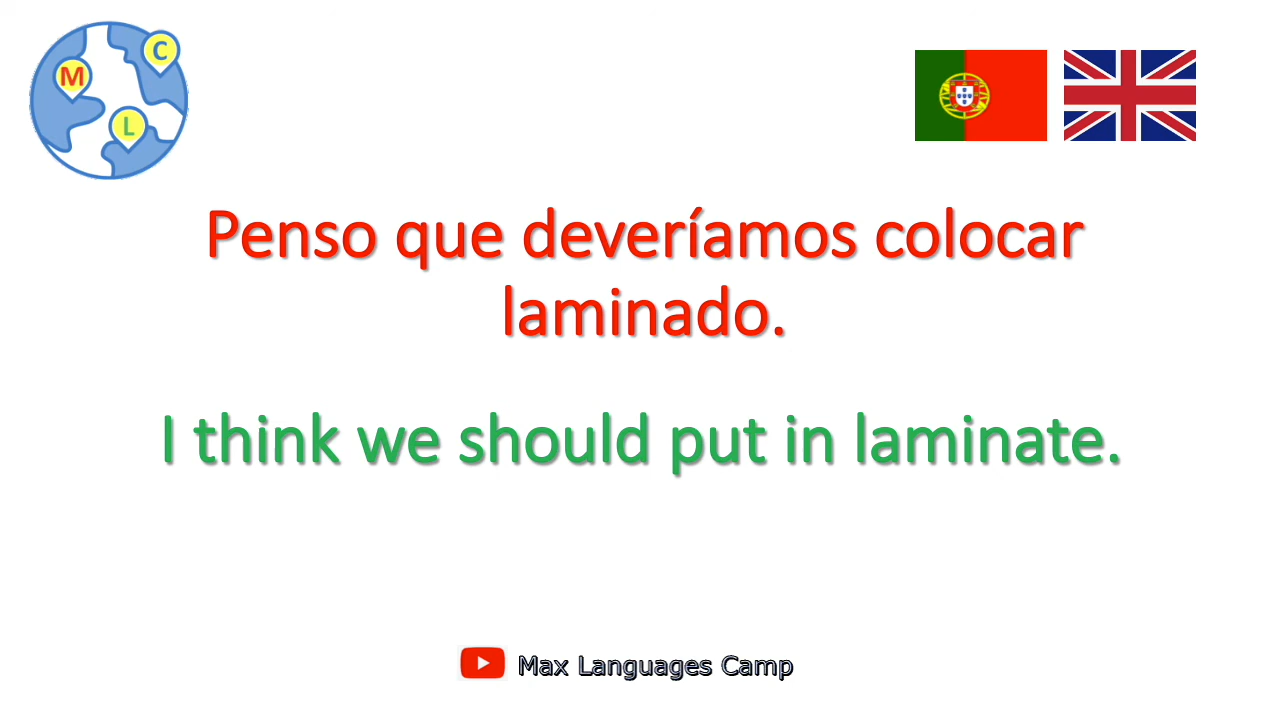 M
C
L
Penso que deveríamos colocar
laminado.
I think we should put in laminate.
Max Languages Camp